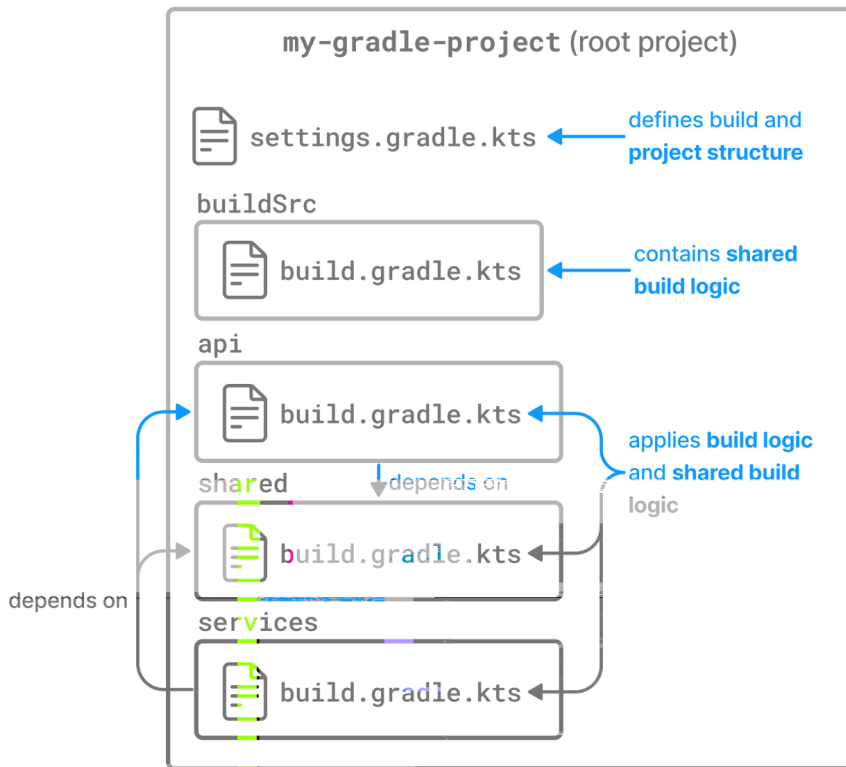 my-gradle-project (root project)
settings.gradle.kts
defines build and
project structure
buildSrc
build.gradle.kts
contains shared
build logic
api
build.gradle.kts
applies build logic
and shared build
logic
depends on
shared
build.gradle.kts
depends on
services
build.gradle.kts